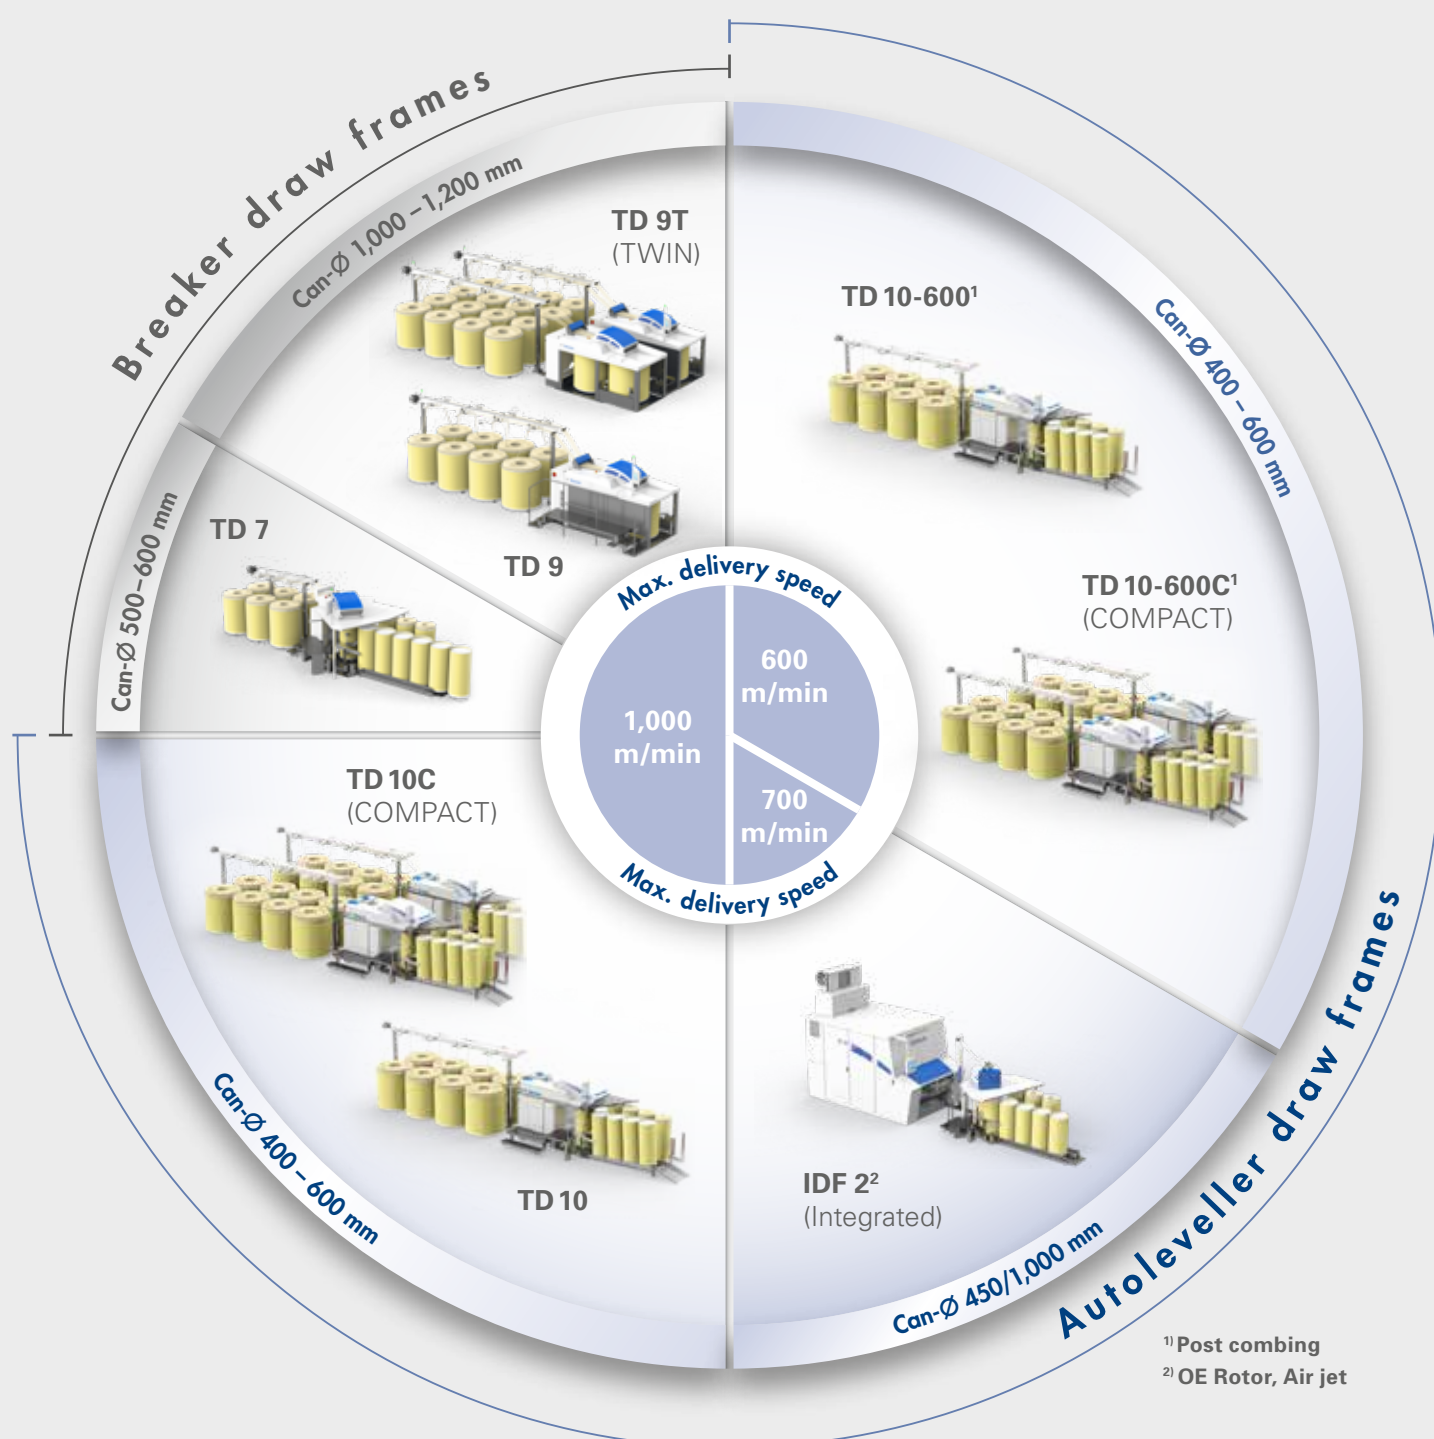 Breaker draw frames
Can-Ø 1,000 – 1,200 mm
TD 9T
(TWIN)
TD 9
Can-Ø 500–600 mm
TD 7
TD 10-600¹
Can-Ø 400 – 600 mm
TD 10-600C¹
(COMPACT)
Max. delivery speed
600
m/min
1,000
m/min
700
m/min
Max. delivery speed
TD 10C
(COMPACT)
TD 10
Can-Ø 400 – 600 mm
IDF 2²
(Integrated)
Can-Ø 450/1,000 mm
Autoleveller draw frames
¹⁾ Post combing
²⁾ OE Rotor, Air jet